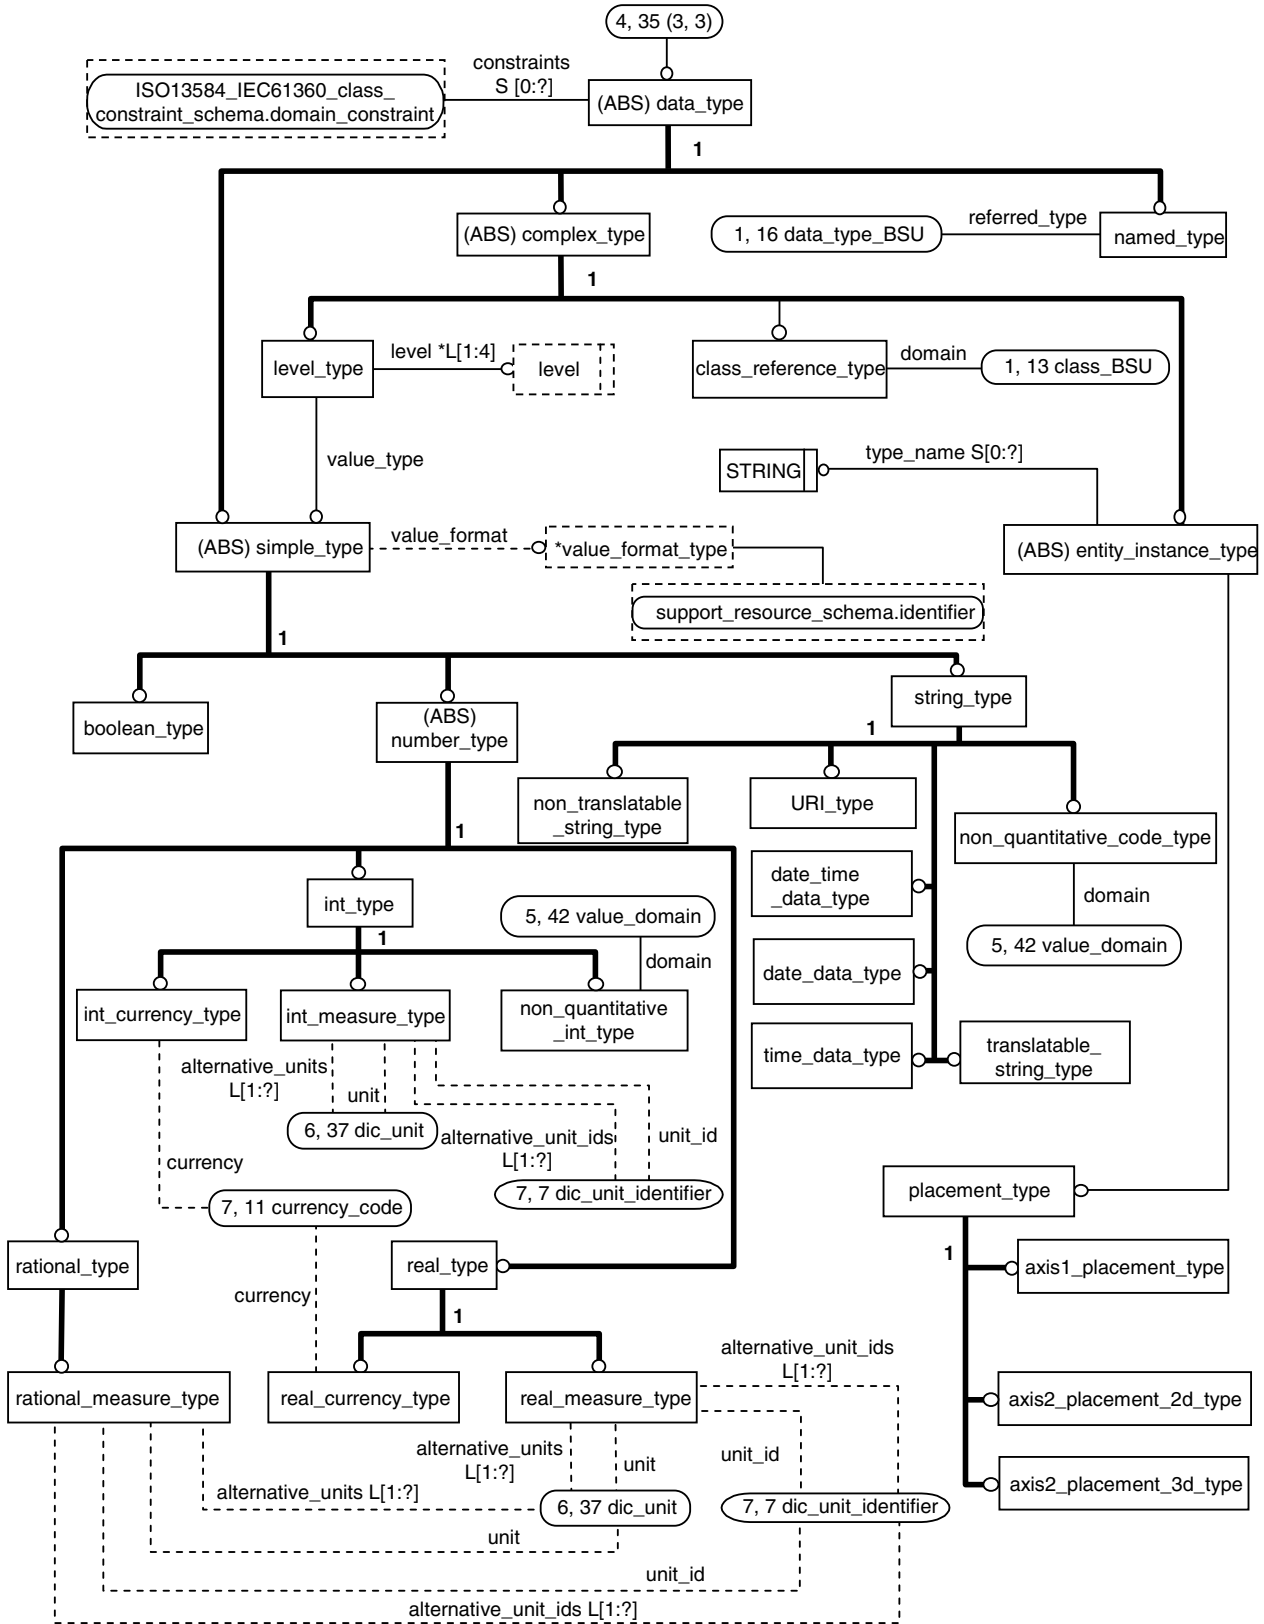 4, 35 (3, 3)
constraints
S [0:?]
ISO13584_IEC61360_class_
constraint_schema.domain_constraint
(ABS) data_type
1
(ABS) complex_type
1, 16 data_type_BSU
referred_type
named_type
1
level_type
level *L[1:4]
level
class_reference_type
domain
1, 13 class_BSU
value_type
STRING
type_name S[0:?]
(ABS) simple_type
value_format
*value_format_type
(ABS) entity_instance_type
support_resource_schema.identifier
1
boolean_type
(ABS)
number_type
string_type
1
non_translatable
_string_type
URI_type
non_quantitative_code_type
1
date_time
_data_type
domain
int_type
5, 42 value_domain
5, 42 value_domain
1
domain
date_data_type
int_currency_type
int_measure_type
non_quantitative
_int_type
time_data_type
translatable_
string_type
alternative_units
L[1:?]
unit
6, 37 dic_unit
alternative_unit_ids
L[1:?]
unit_id
currency
7, 7 dic_unit_identifier
7, 11 currency_code
placement_type
rational_type
real_type
1
axis1_placement_type
currency
1
alternative_unit_ids
L[1:?]
rational_measure_type
real_currency_type
real_measure_type
axis2_placement_2d_type
alternative_units
L[1:?]
unit
unit_id
alternative_units L[1:?]
6, 37 dic_unit
7, 7 dic_unit_identifier
axis2_placement_3d_type
unit
unit_id
alternative_unit_ids L[1:?]